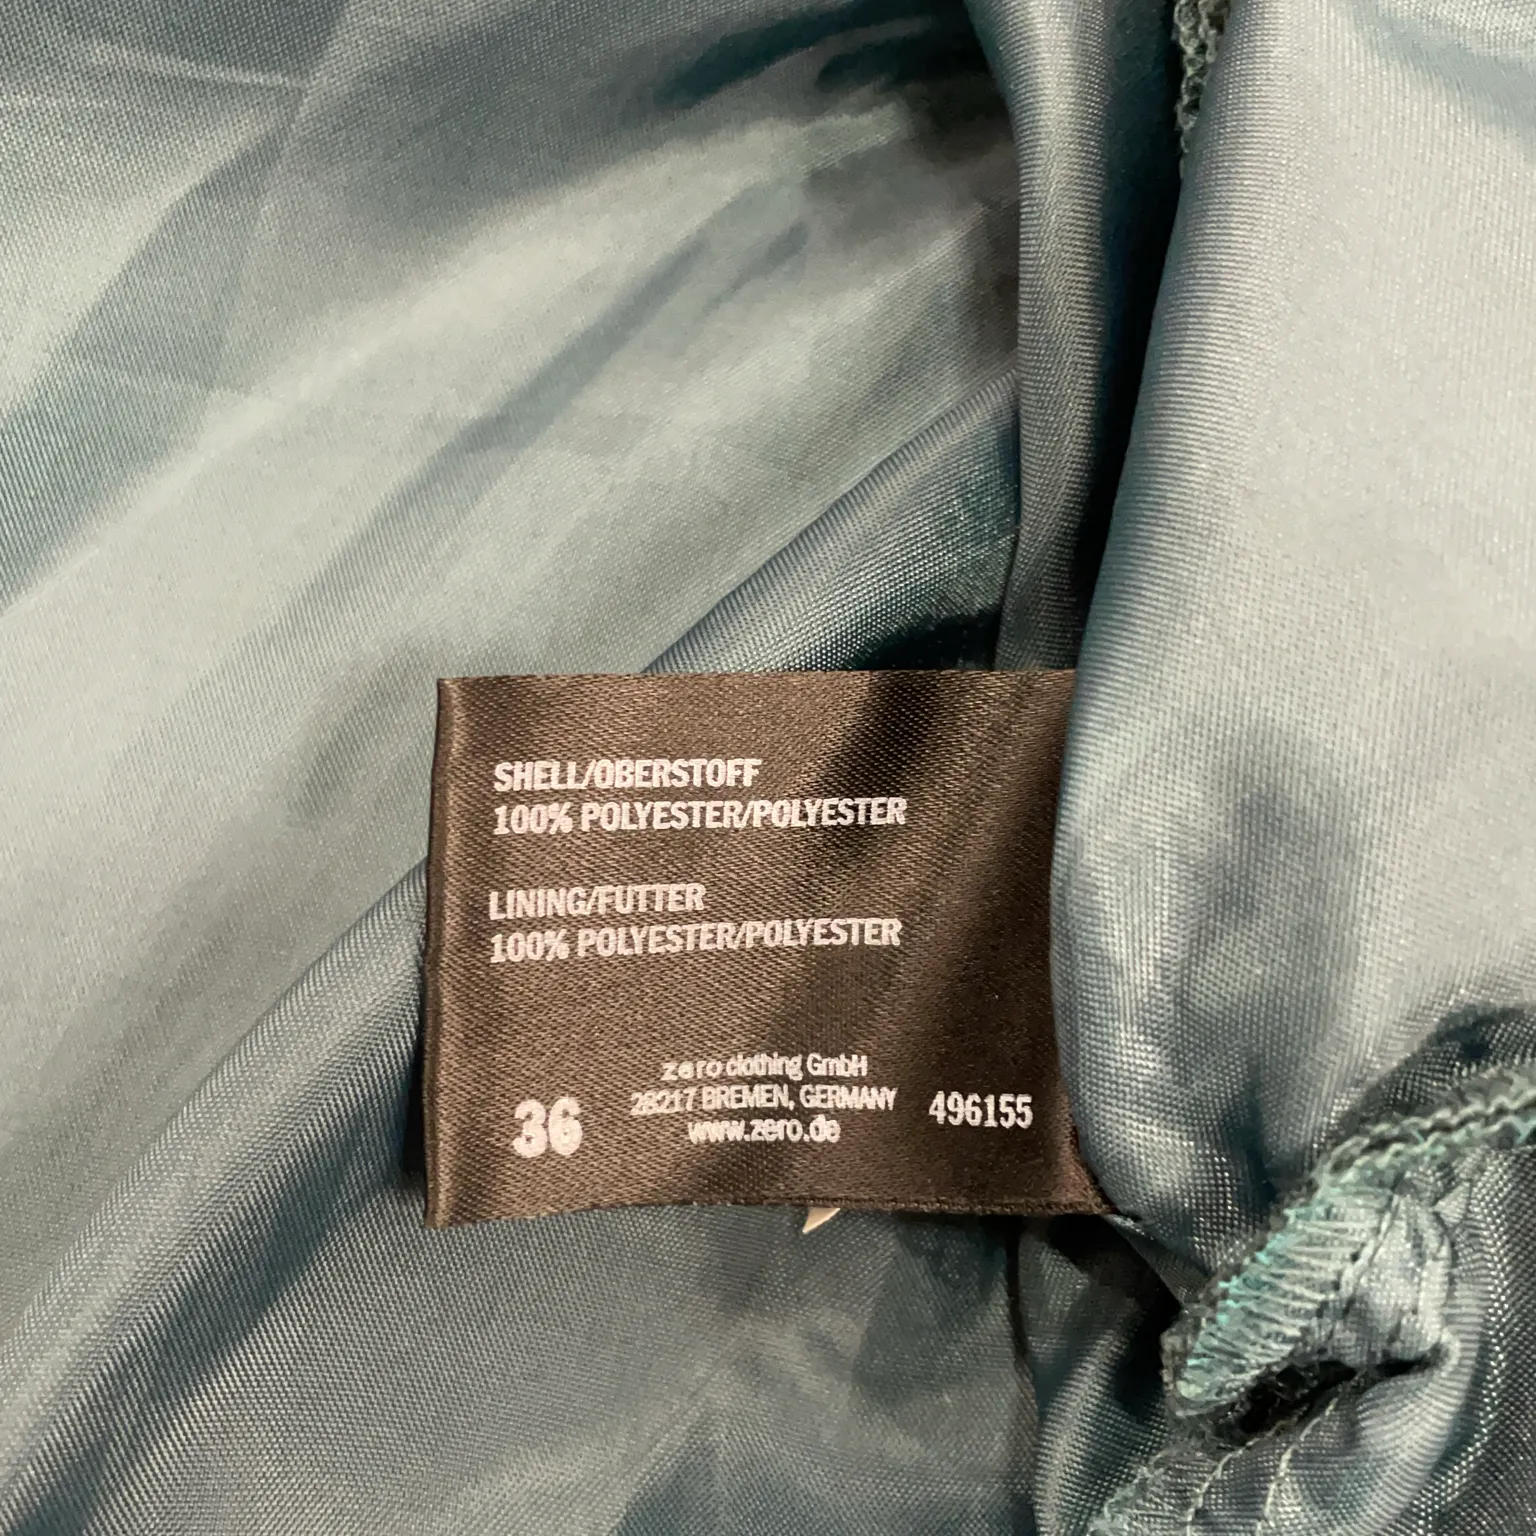 SHELL/OBERSTOFF
100% POLYESTER/POLYESTER
LINING/FUTTER
100% POLYESTER/POLYESTER
36
zero clothing GmbH
28217 BREMEN, GERMANY
www.zero.de
496155